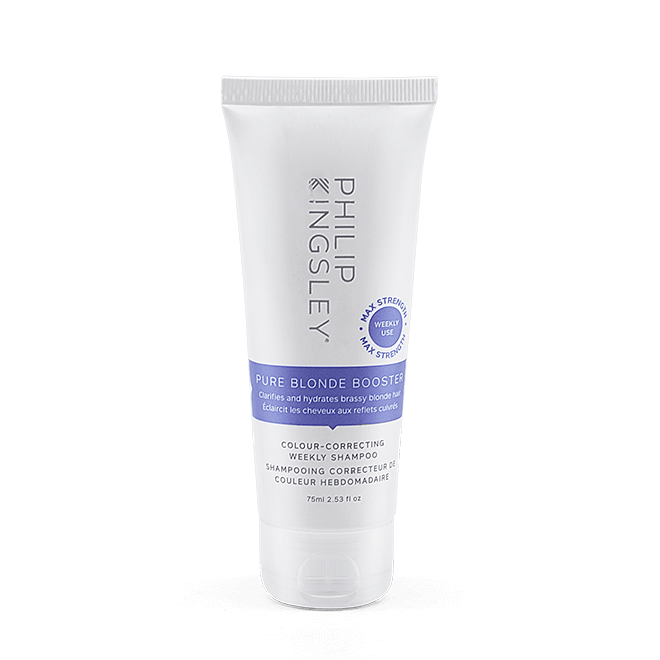 PHILIP
KINGSLEY®
MAX STRENGTH
WEEKLY
USE
MAX STRENGTH
PURE BLONDE BOOSTER
Clarifies and hydrates brassy blonde hair
Éclaircit les cheveux aux reflets cuivrés
COLOUR-CORRECTING
WEEKLY SHAMPOO
SHAMPOOING CORRECTEUR DE
COULEUR HEBDOMADAIRE
75ml 2.53 fl oz